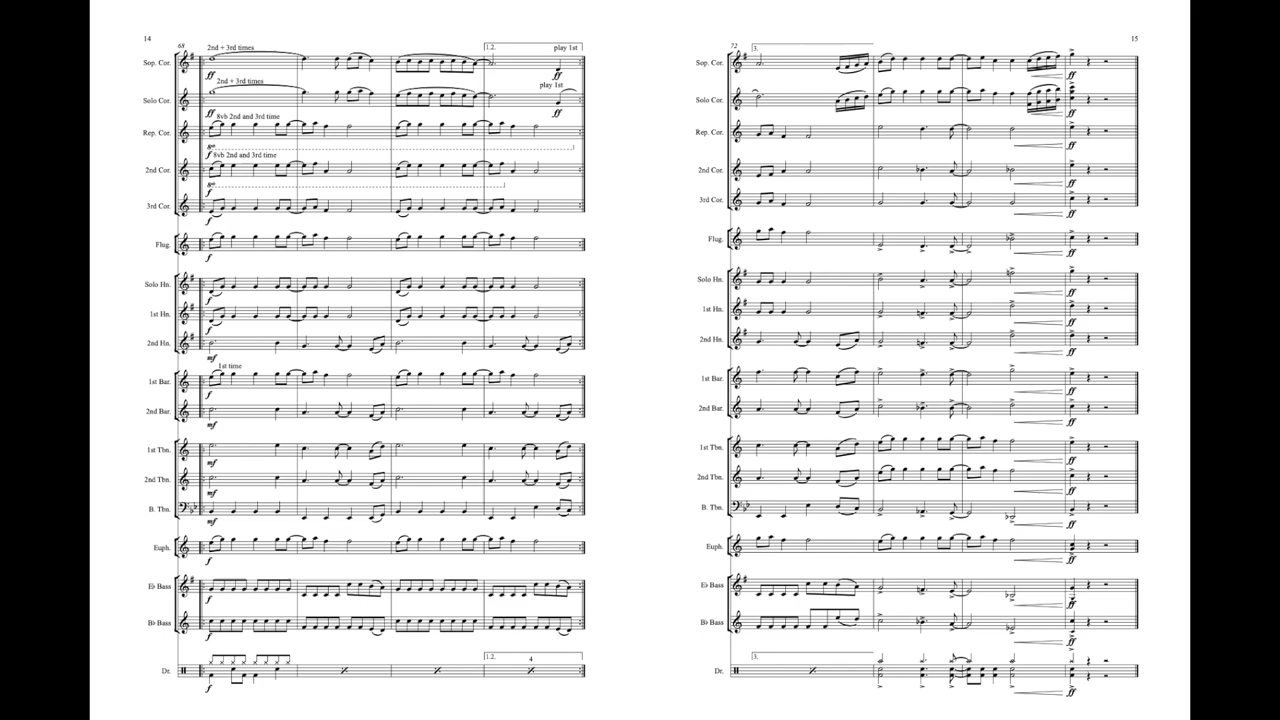 14
68
2nd + 3rd times
1.2.
play 1st
Sop. Cor.
ff
ff
2nd + 3rd times
play 1st
Solo Cor.
ff
ff
8vb 2nd and 3rd time
Rep. Cor.
f
8vb 2nd and 3rd time
2nd Cor.
f
3rd Cor.
f
Flug.
f
Solo Hn.
f
1st Hn.
f
2nd Hn.
mf
1st time
1st Bar.
f
2nd Bar.
mf
1st Tbn.
mf
2nd Tbn.
mf
B. Tbn.
mf
Euph.
f
E♭ Bass
f
B♭ Bass
f
1.2.
4
Dr.
f
15
72
3.
Sop. Cor.
ff
Solo Cor.
ff
Rep. Cor.
ff
2nd Cor.
ff
3rd Cor.
ff
Flug.
ff
Solo Hn.
ff
1st Hn.
ff
2nd Hn.
ff
1st Bar.
ff
2nd Bar.
ff
1st Tbn.
ff
2nd Tbn.
ff
B. Tbn.
ff
Euph.
ff
E♭ Bass
ff
B♭ Bass
ff
3.
Dr.
ff